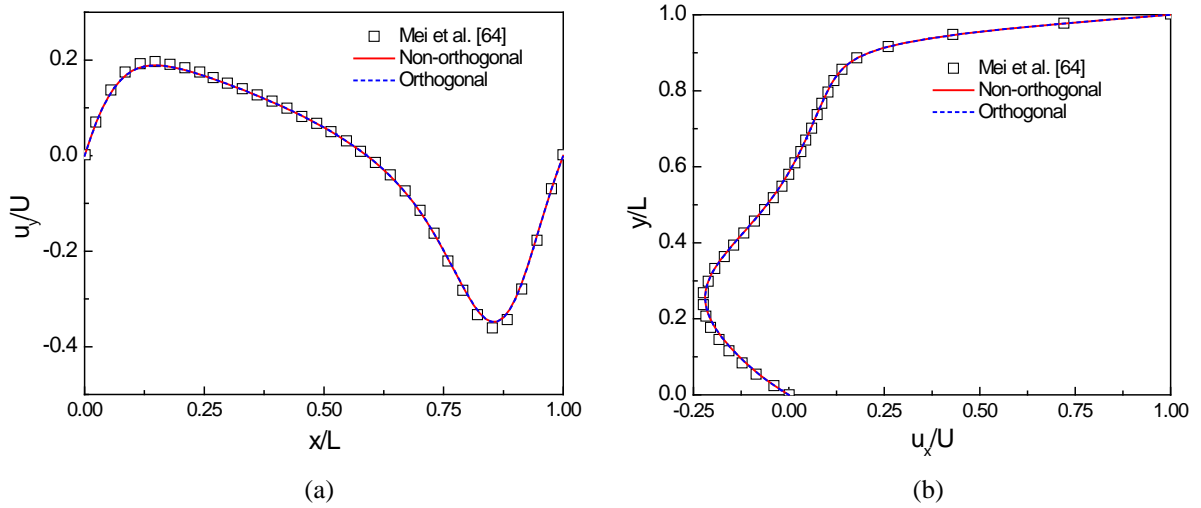 Mei et al. [64]
Non-orthogonal
Orthogonal
0.2
0.0
-0.2
-0.4
u_y/U
0.00 0.25 0.50 0.75 1.00
x/L
(a)
1.0
0.8
0.6
0.4
0.2
0.0
y/L
Mei et al. [64]
Non-orthogonal
Orthogonal
-0.25 0.00 0.25 0.50 0.75 1.00
u_x/U
(b)